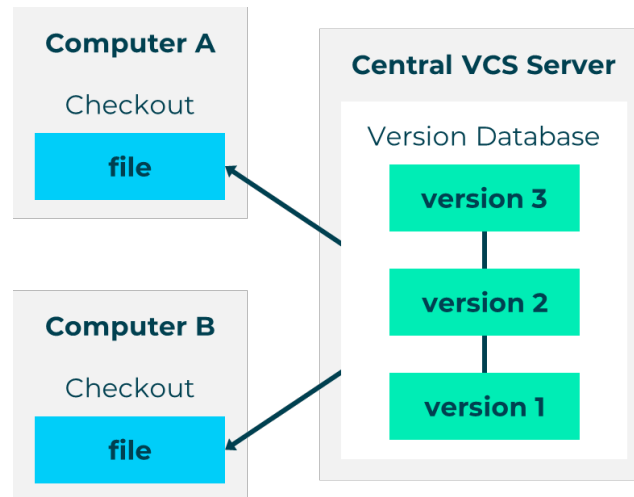 Computer A
Checkout
file
Computer B
Checkout
file
Central VCS Server
Version Database
version 3
version 2
version 1